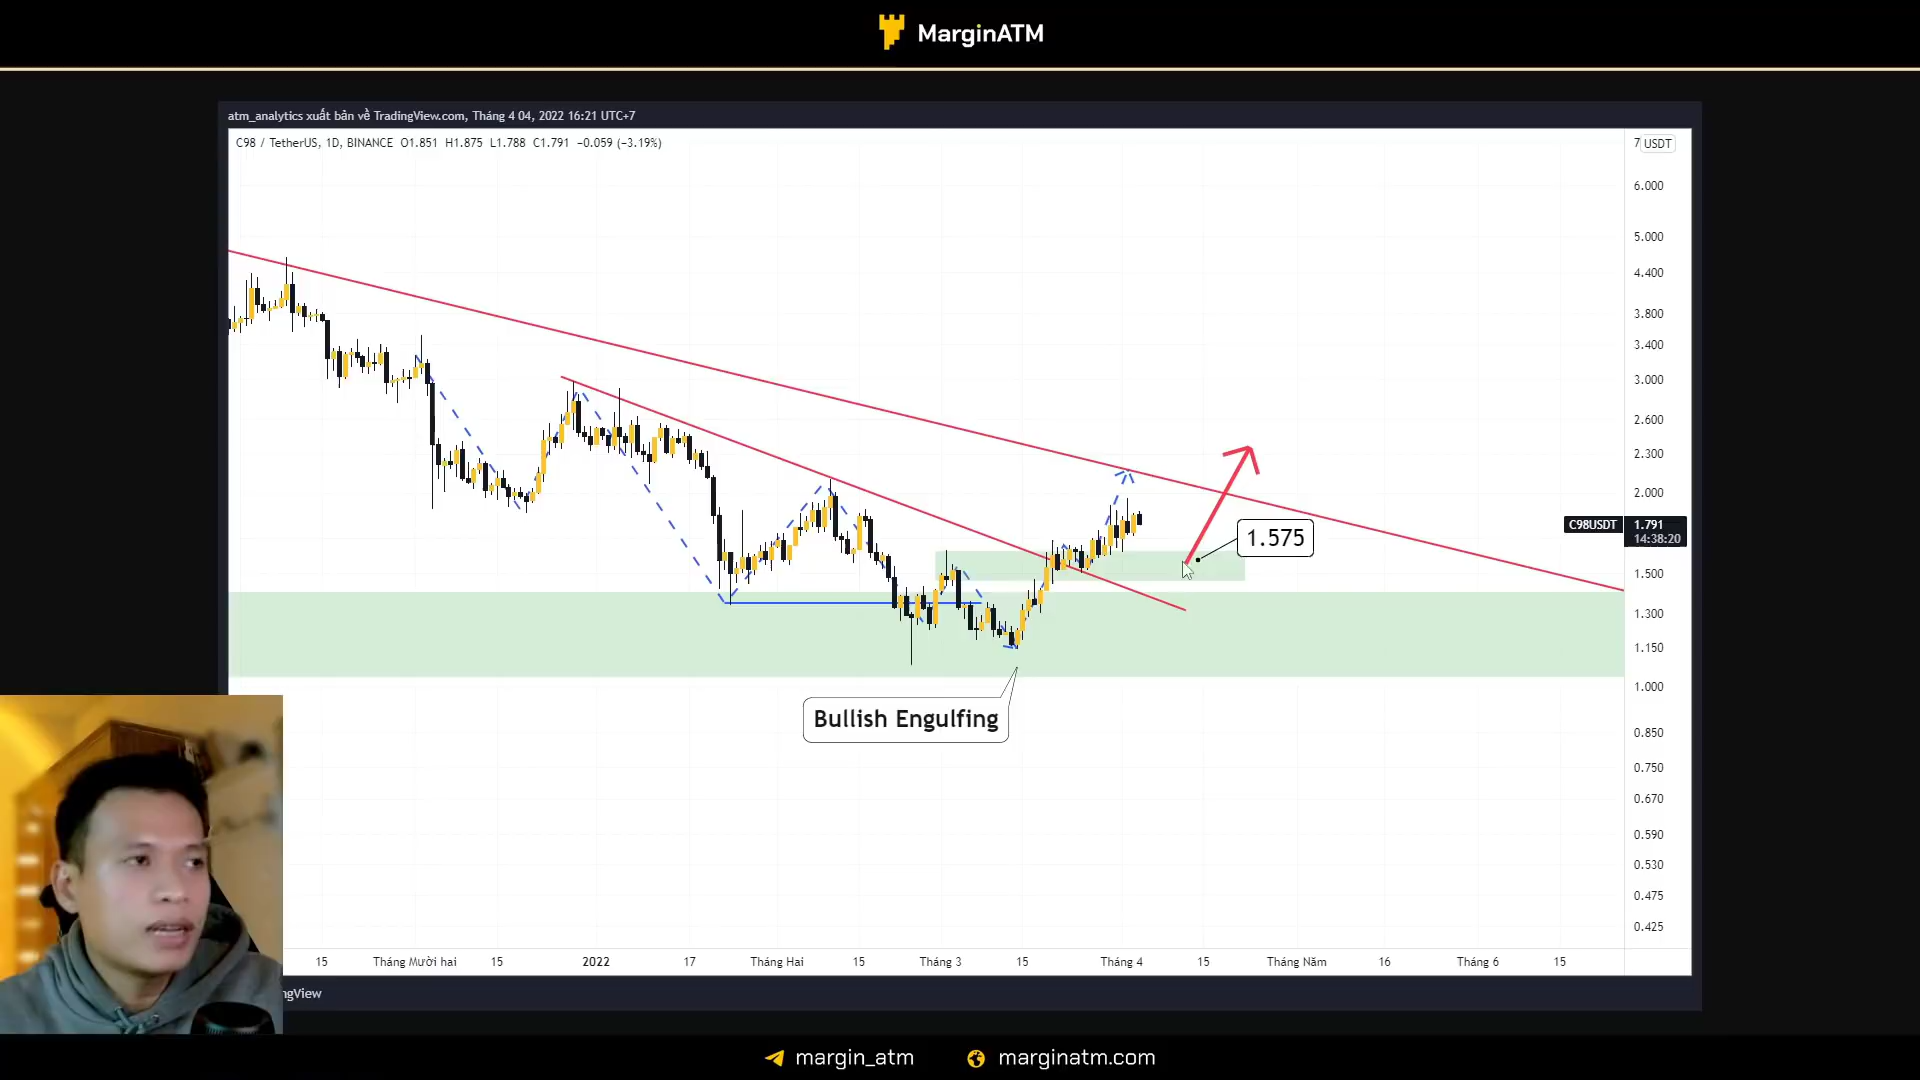 MarginATM
atm_analytics xuất bản về TradingView.com, Tháng 4 04, 2022 16:21 UTC+7
C98 / TetherUS, 1D, BINANCE O1.851 H1.875 L1.788 C1.791 −0.059 (−3.19%)
7 USDT
6.000
5.000
4.400
3.800
3.400
3.000
2.600
2.300
2.000
C98USDT 1.791
14:38:20
1.575
1.500
1.300
1.150
1.000
Bullish Engulfing
0.850
0.750
0.670
0.590
0.530
0.475
0.425
15 Tháng Mười hai 15 2022 17 Tháng Hai 15 Tháng 3 15 Tháng 4 15 Tháng Năm 16 Tháng 6 15
ngView
margin_atm marginatm.com